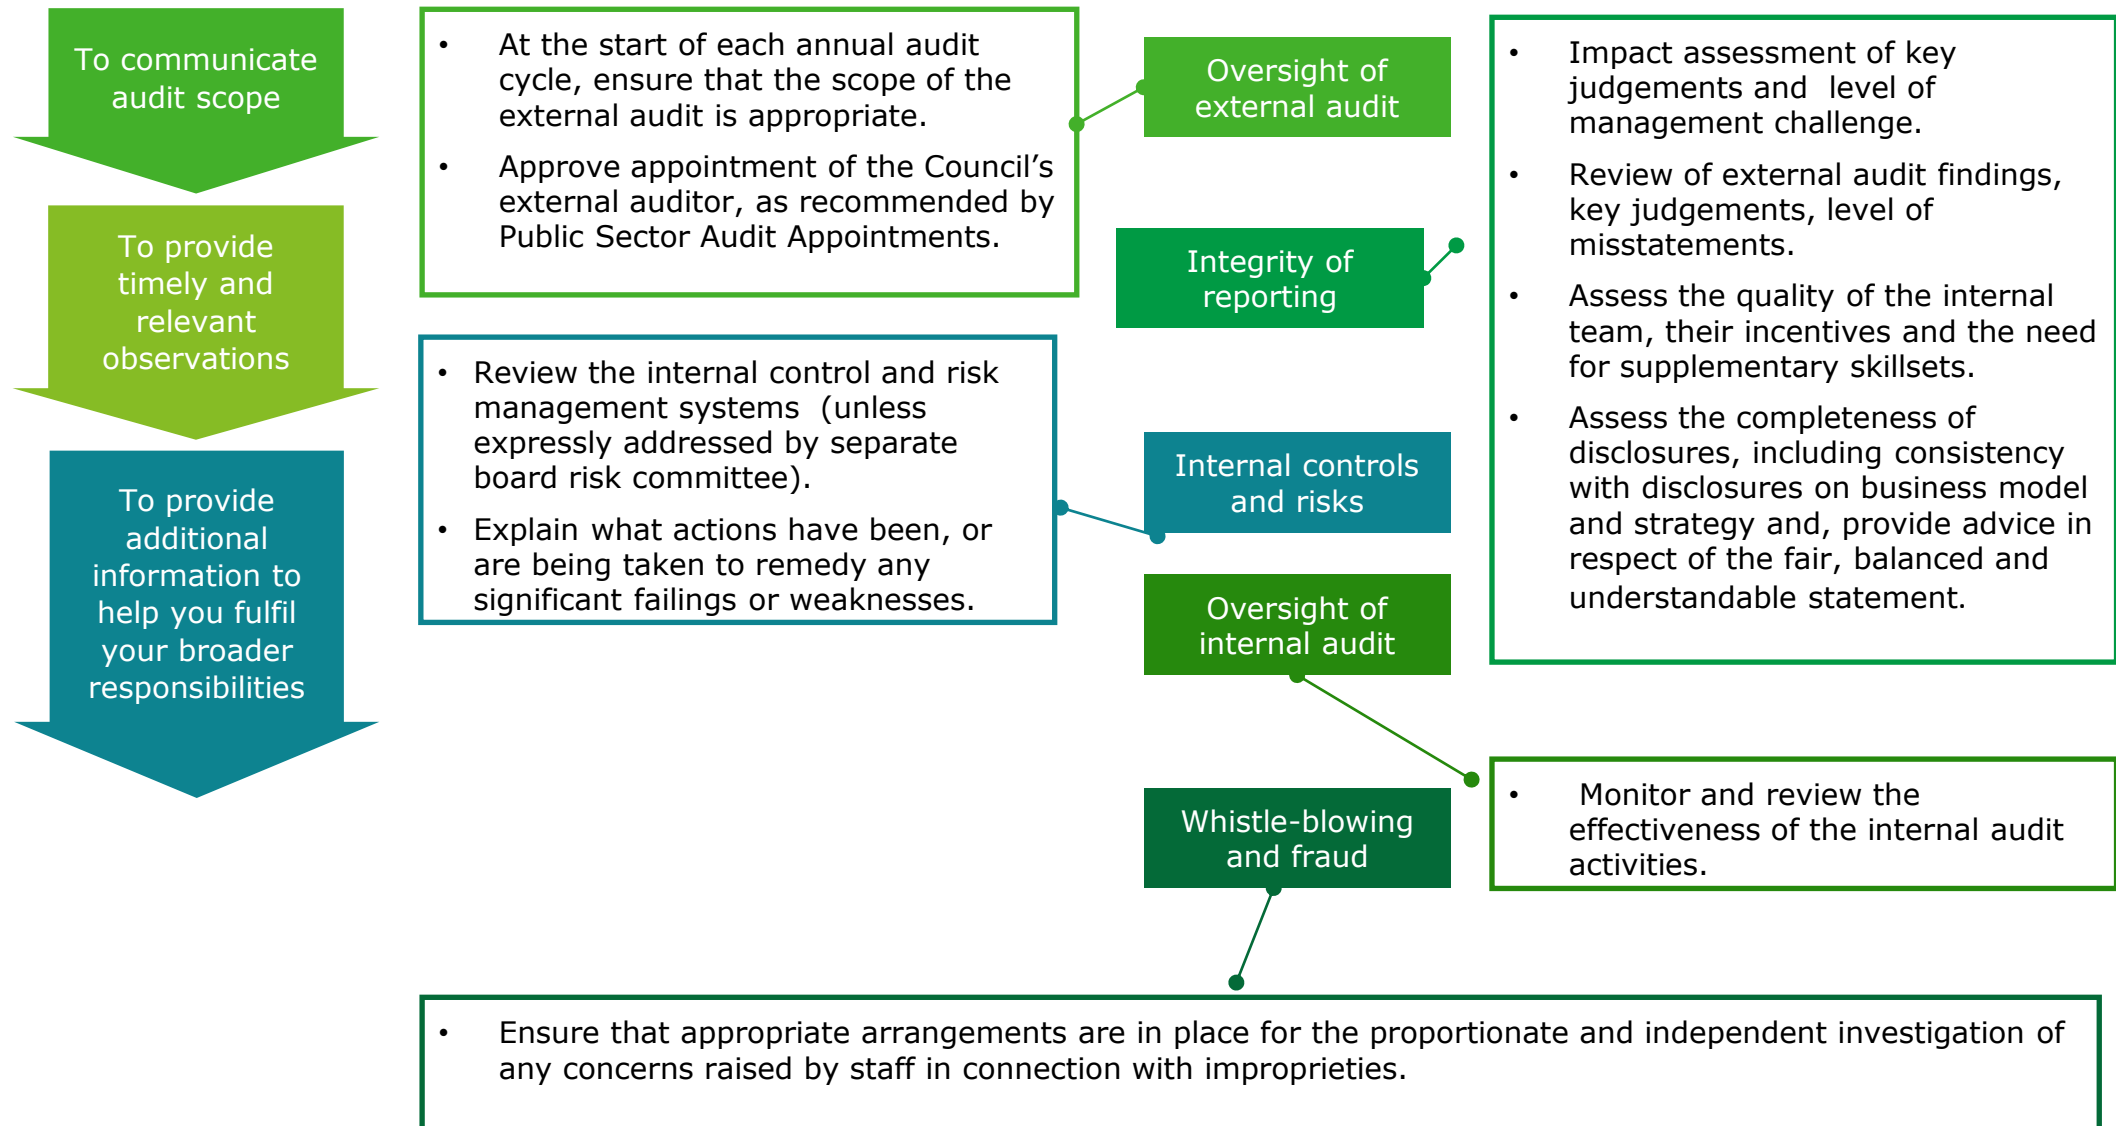 To communicate
audit scope
To provide
timely and
relevant
observations
To provide
additional
information to
help you fulfil
your broader
responsibilities
• At the start of each annual audit
cycle, ensure that the scope of the
external audit is appropriate.
• Approve appointment of the Council’s
external auditor, as recommended by
Public Sector Audit Appointments.
Oversight of
external audit
Integrity of
reporting
• Impact assessment of key
judgements and level of
management challenge.
• Review of external audit findings,
key judgements, level of
misstatements.
• Assess the quality of the internal
team, their incentives and the need
for supplementary skillsets.
• Assess the completeness of
disclosures, including consistency
with disclosures on business model
and strategy and, provide advice in
respect of the fair, balanced and
understandable statement.
• Review the internal control and risk
management systems (unless
expressly addressed by separate
board risk committee).
• Explain what actions have been, or
are being taken to remedy any
significant failings or weaknesses.
Internal controls
and risks
Oversight of
internal audit
• Monitor and review the
effectiveness of the internal audit
activities.
Whistle-blowing
and fraud
• Ensure that appropriate arrangements are in place for the proportionate and independent investigation of
any concerns raised by staff in connection with improprieties.